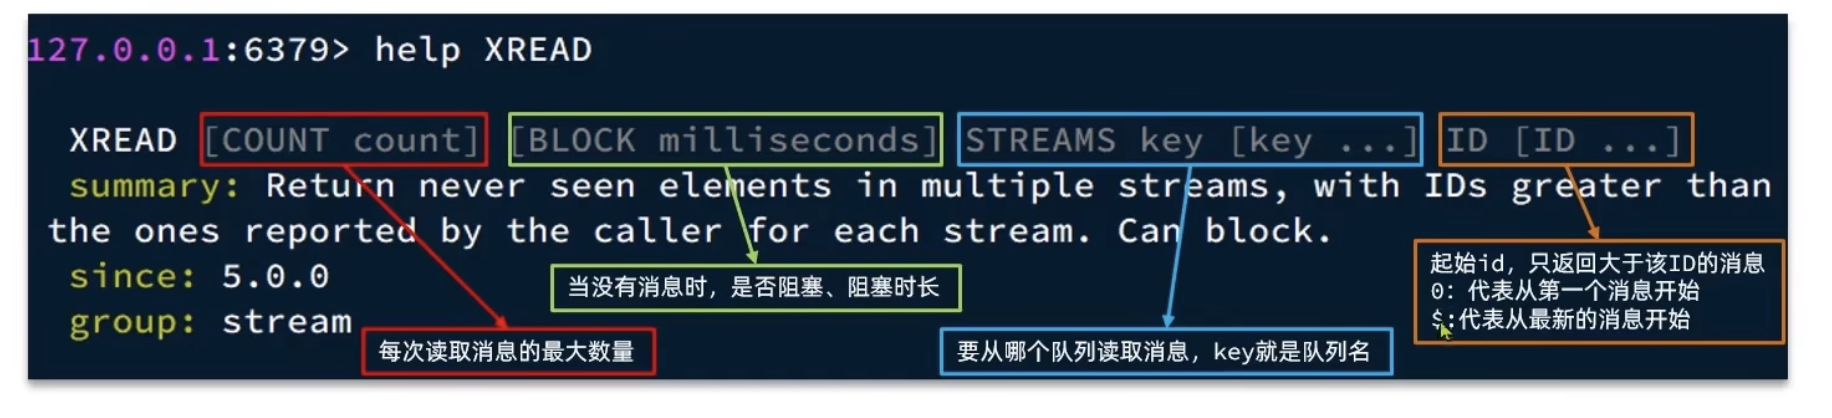 127.0.0.1:6379> help XREAD
XREAD [COUNT count] [BLOCK milliseconds] STREAMS key [key ...] ID [ID ...]
summary: Return never seen elements in multiple streams, with IDs greater than
the ones reported by the caller for each stream. Can block.
since: 5.0.0
group: stream
当没有消息时，是否阻塞、阻塞时长
起始id，只返回大于该ID的消息
0：代表从第一个消息开始
$:代表从最新的消息开始
每次读取消息的最大数量
要从哪个队列读取消息，key就是队列名